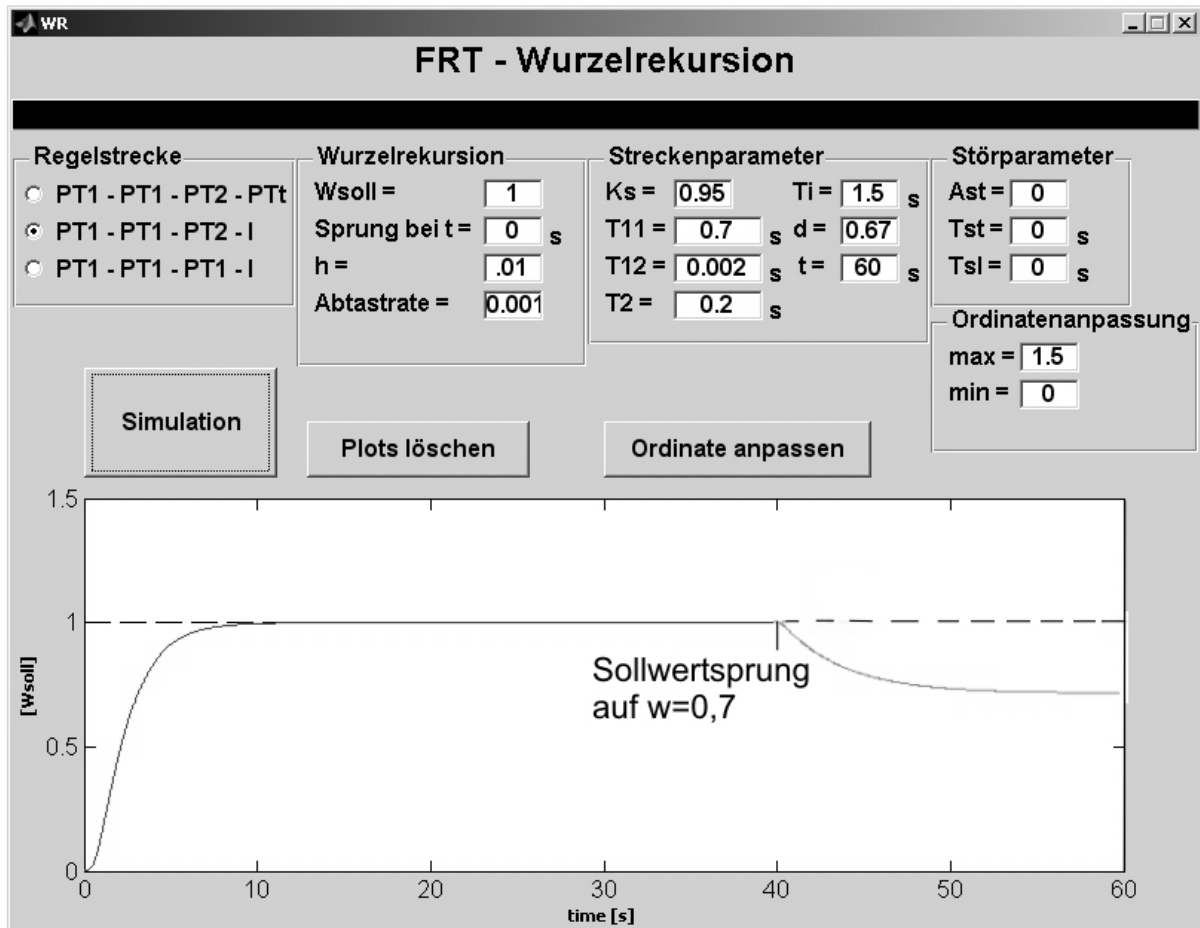 WR
FRT - Wurzelrekursion
Regelstrecke
PT1 - PT1 - PT2 - PTt
PT1 - PT1 - PT2 - I
PT1 - PT1 - PT1 - I
Wurzelrekursion
Wsoll = 1
Sprung bei t = 0 s
h = .01
Abtastrate = 0.001
Streckenparameter
Ks = 0.95 Ti = 1.5 s
T11 = 0.7 s d = 0.67
T12 = 0.002 s t = 60 s
T2 = 0.2 s
Störparameter
Ast = 0
Tst = 0 s
Tsl = 0 s
Ordinatenanpassung
max = 1.5
min = 0
Simulation
Plots löschen
Ordinate anpassen
1.5
1
0.5
0
[Wsoll]
Sollwertsprung
auf w=0,7
0 10 20 30 40 50 60
time [s]